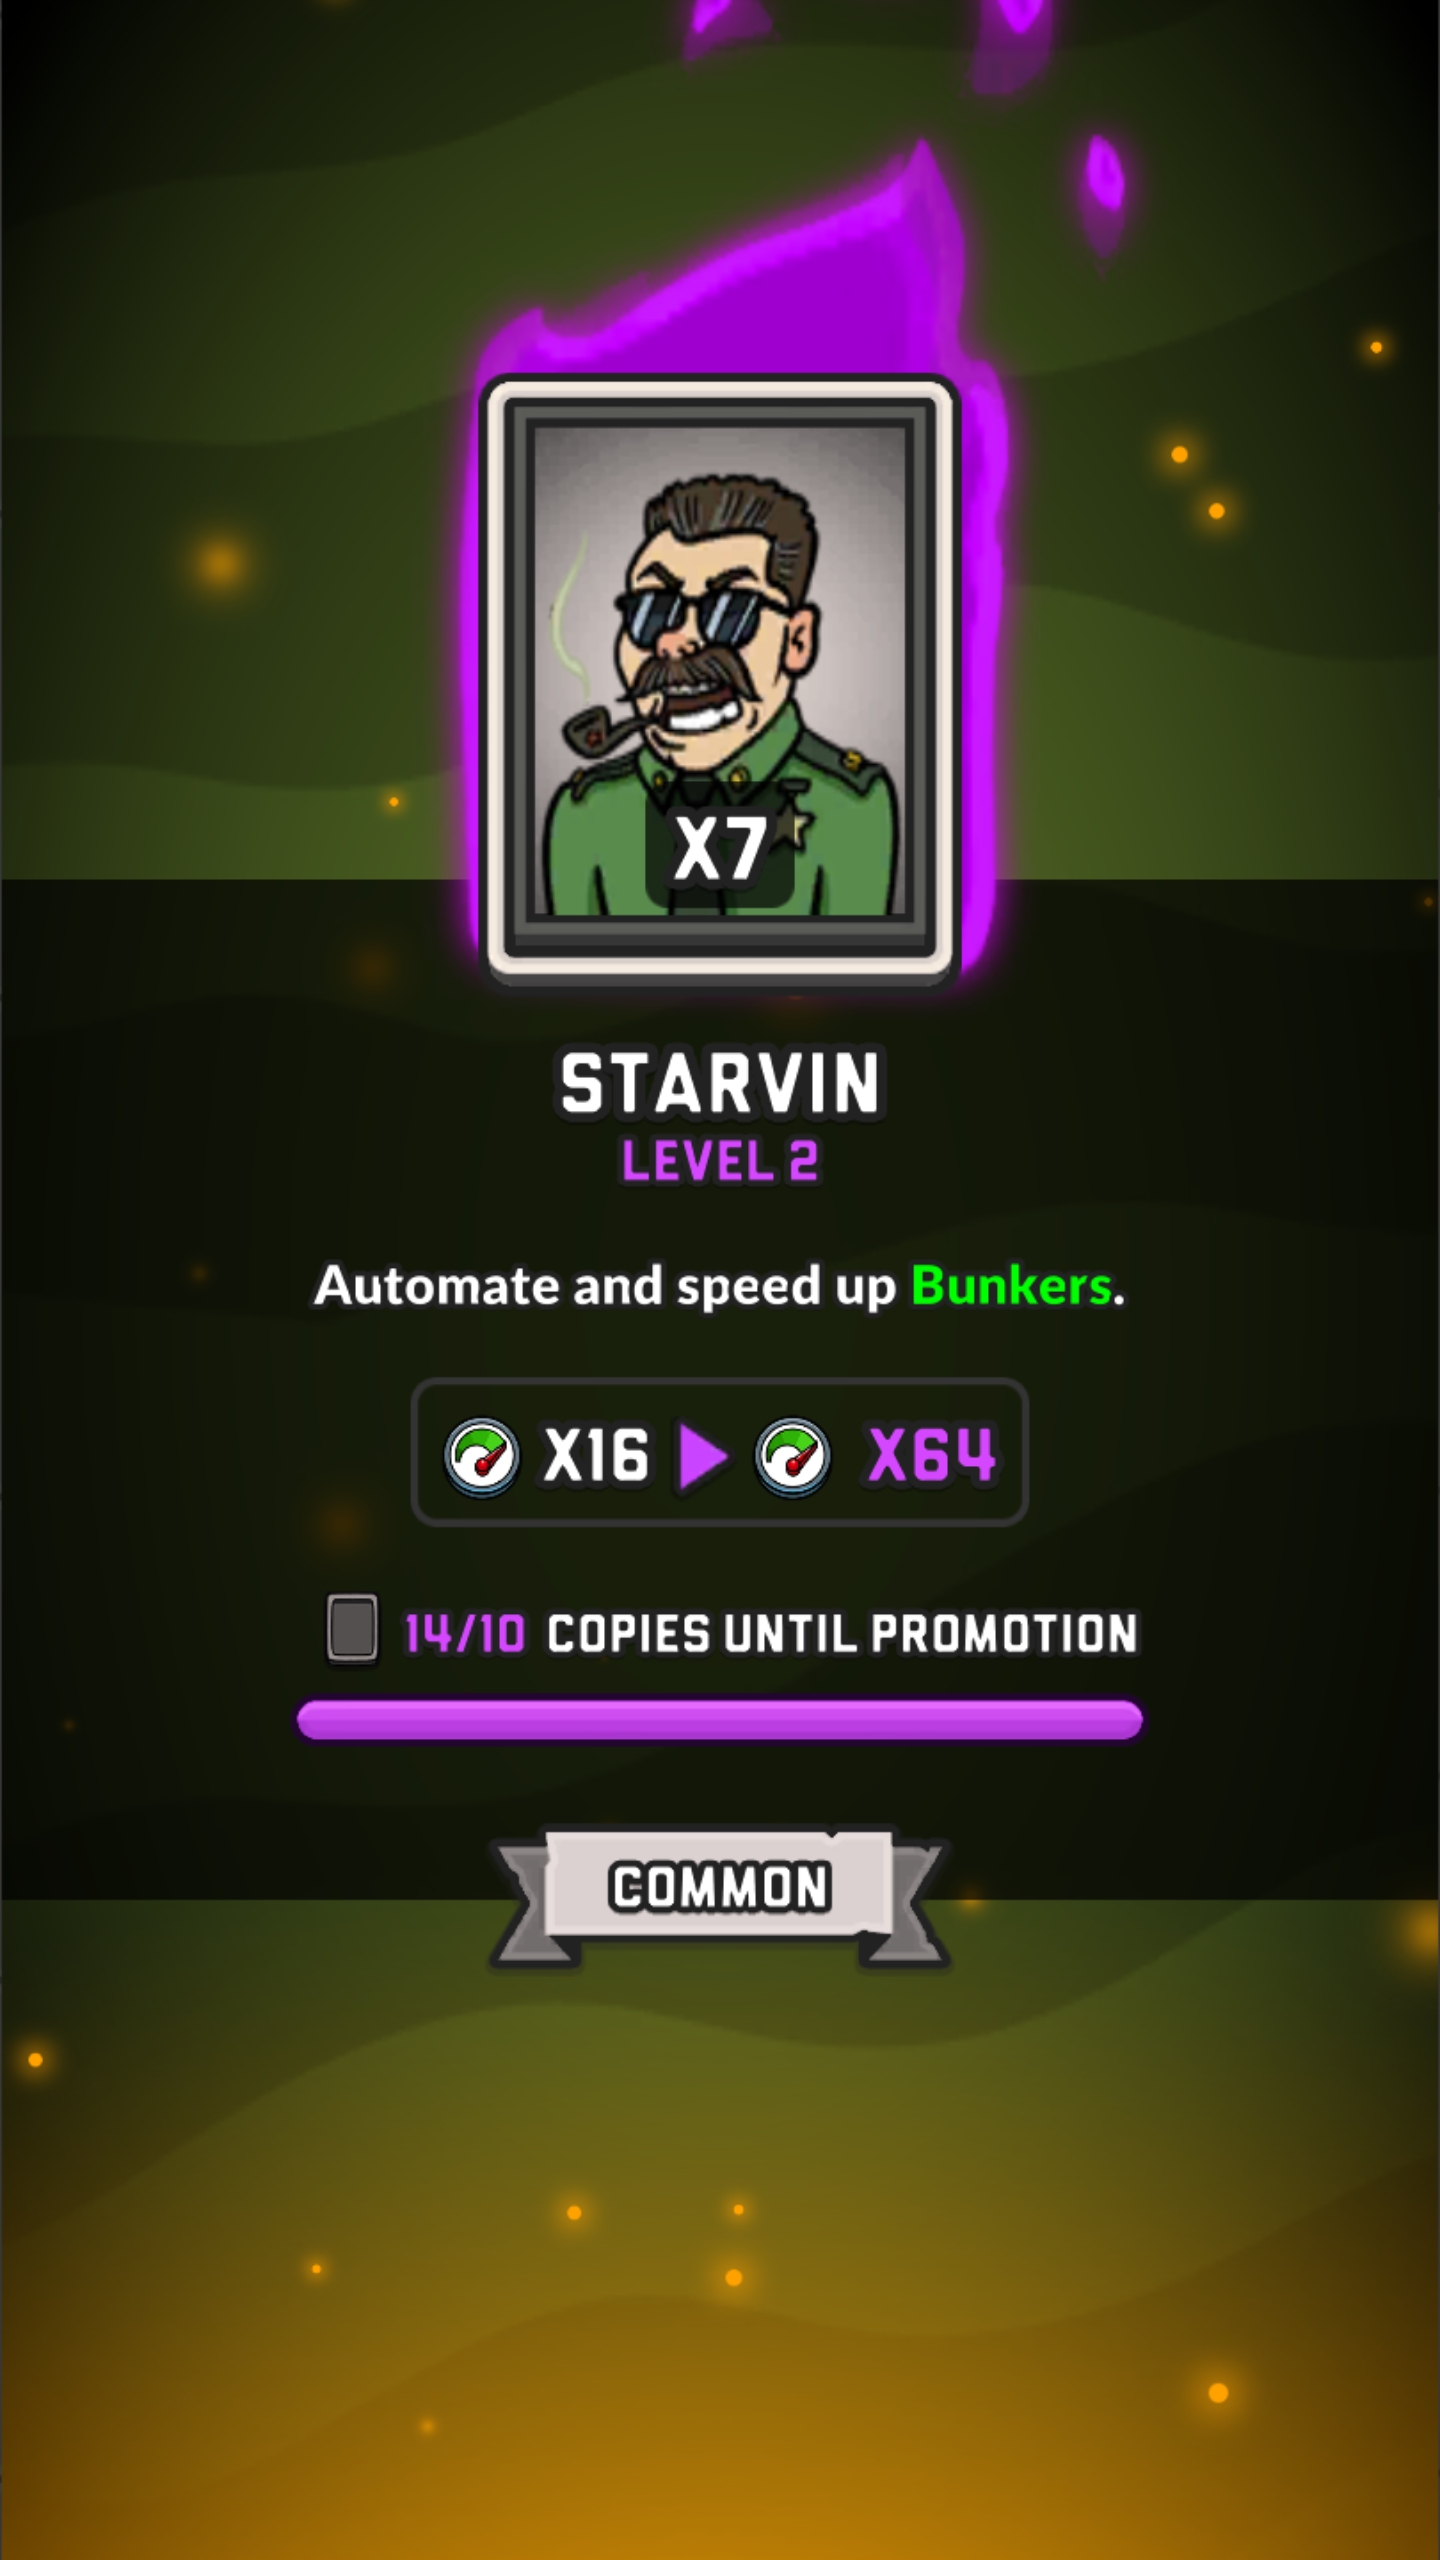 X7
STARVIN
LEVEL 2
Automate and speed up Bunkers.
X16 X64
14/10 COPIES UNTIL PROMOTION
COMMON